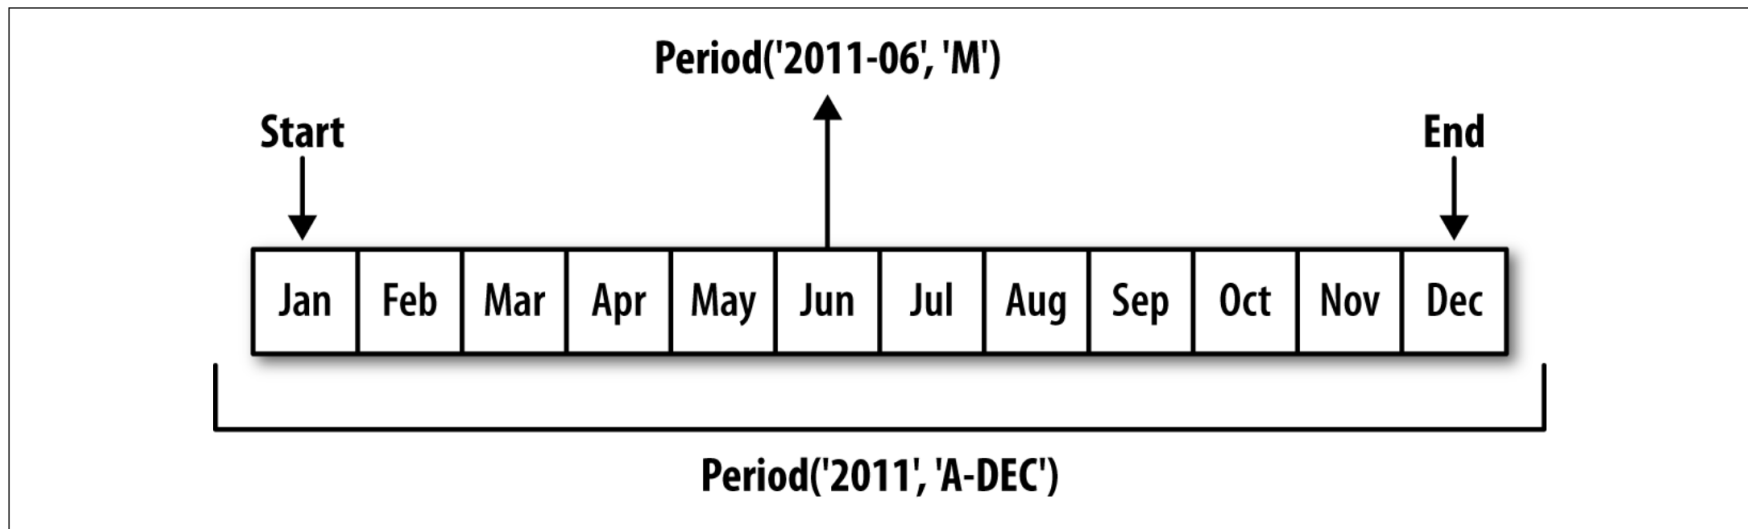 Period('2011-06', 'M')
Start
End
Jan Feb Mar Apr May Jun Jul Aug Sep Oct Nov Dec
Period('2011', 'A-DEC')